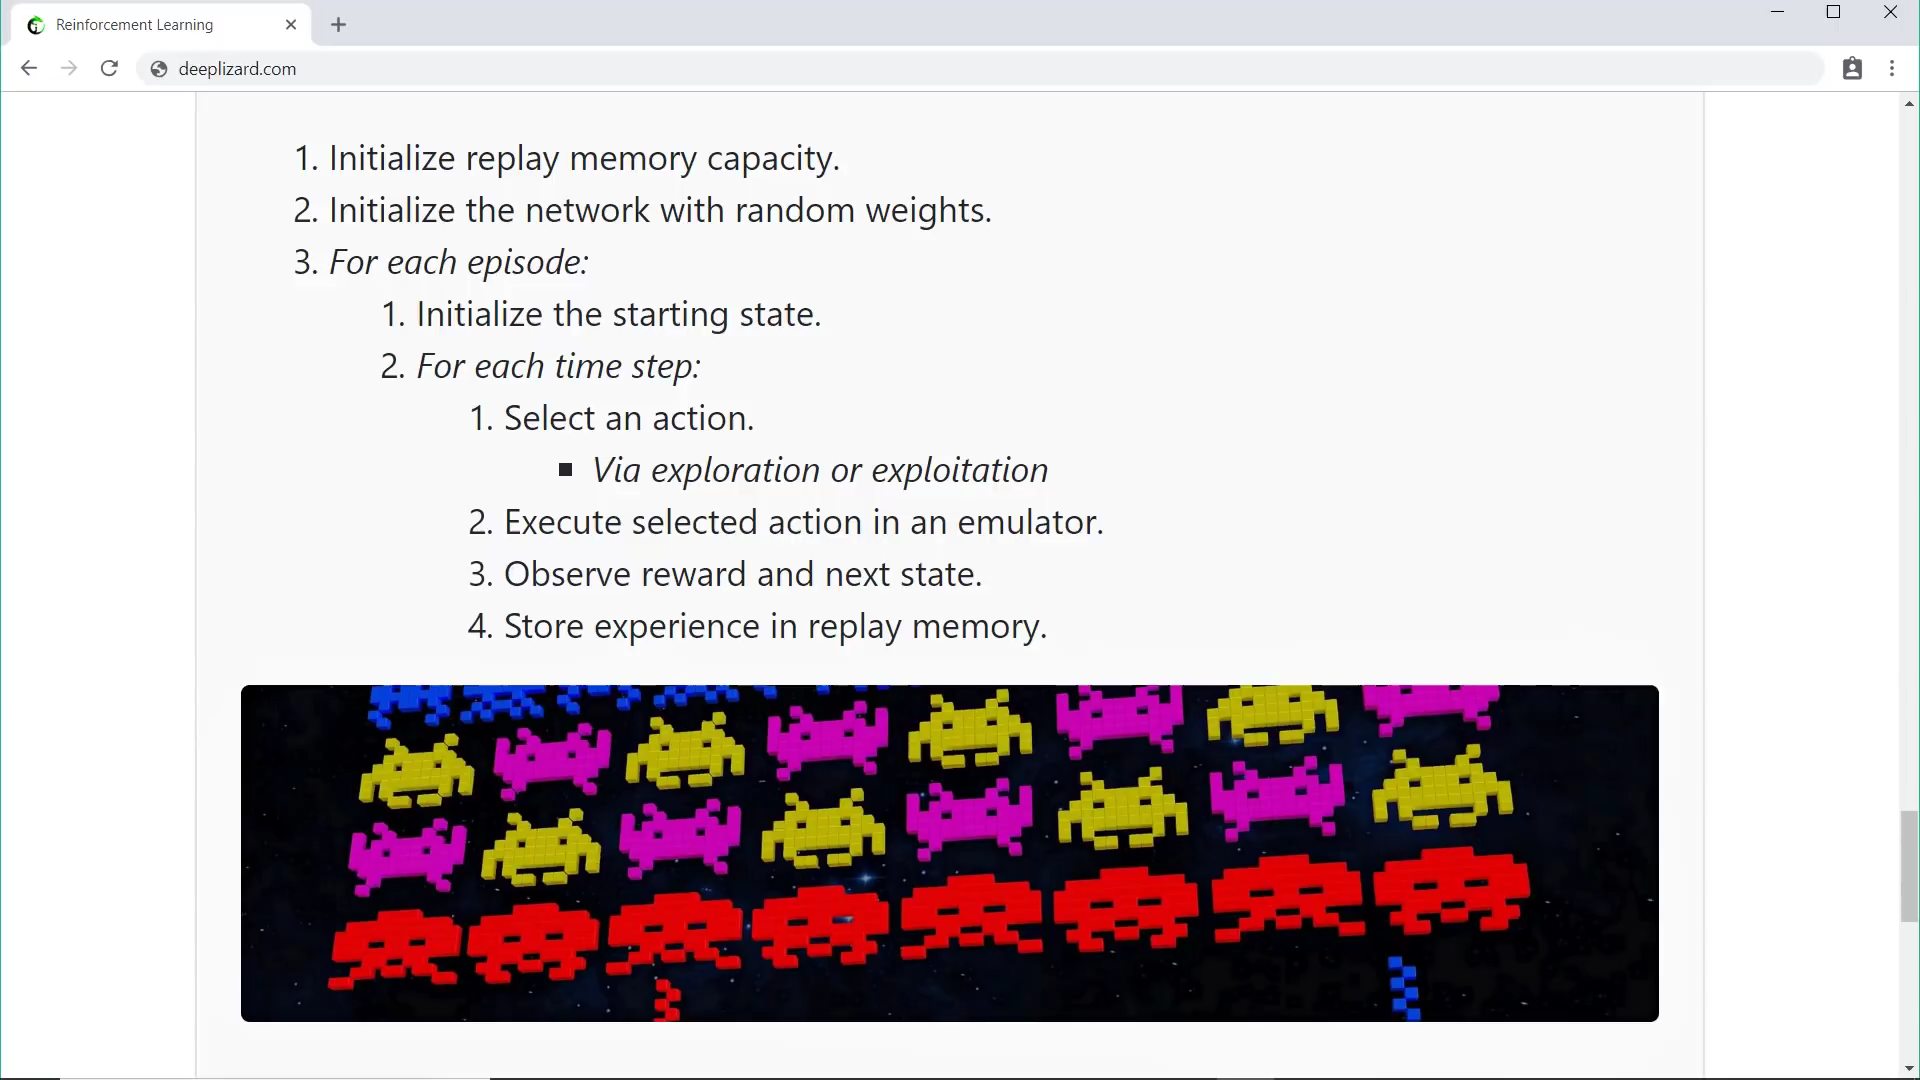 Reinforcement Learning
deeplizard.com
1. Initialize replay memory capacity.
2. Initialize the network with random weights.
3. For each episode:
1. Initialize the starting state.
2. For each time step:
1. Select an action.
▪ Via exploration or exploitation
2. Execute selected action in an emulator.
3. Observe reward and next state.
4. Store experience in replay memory.